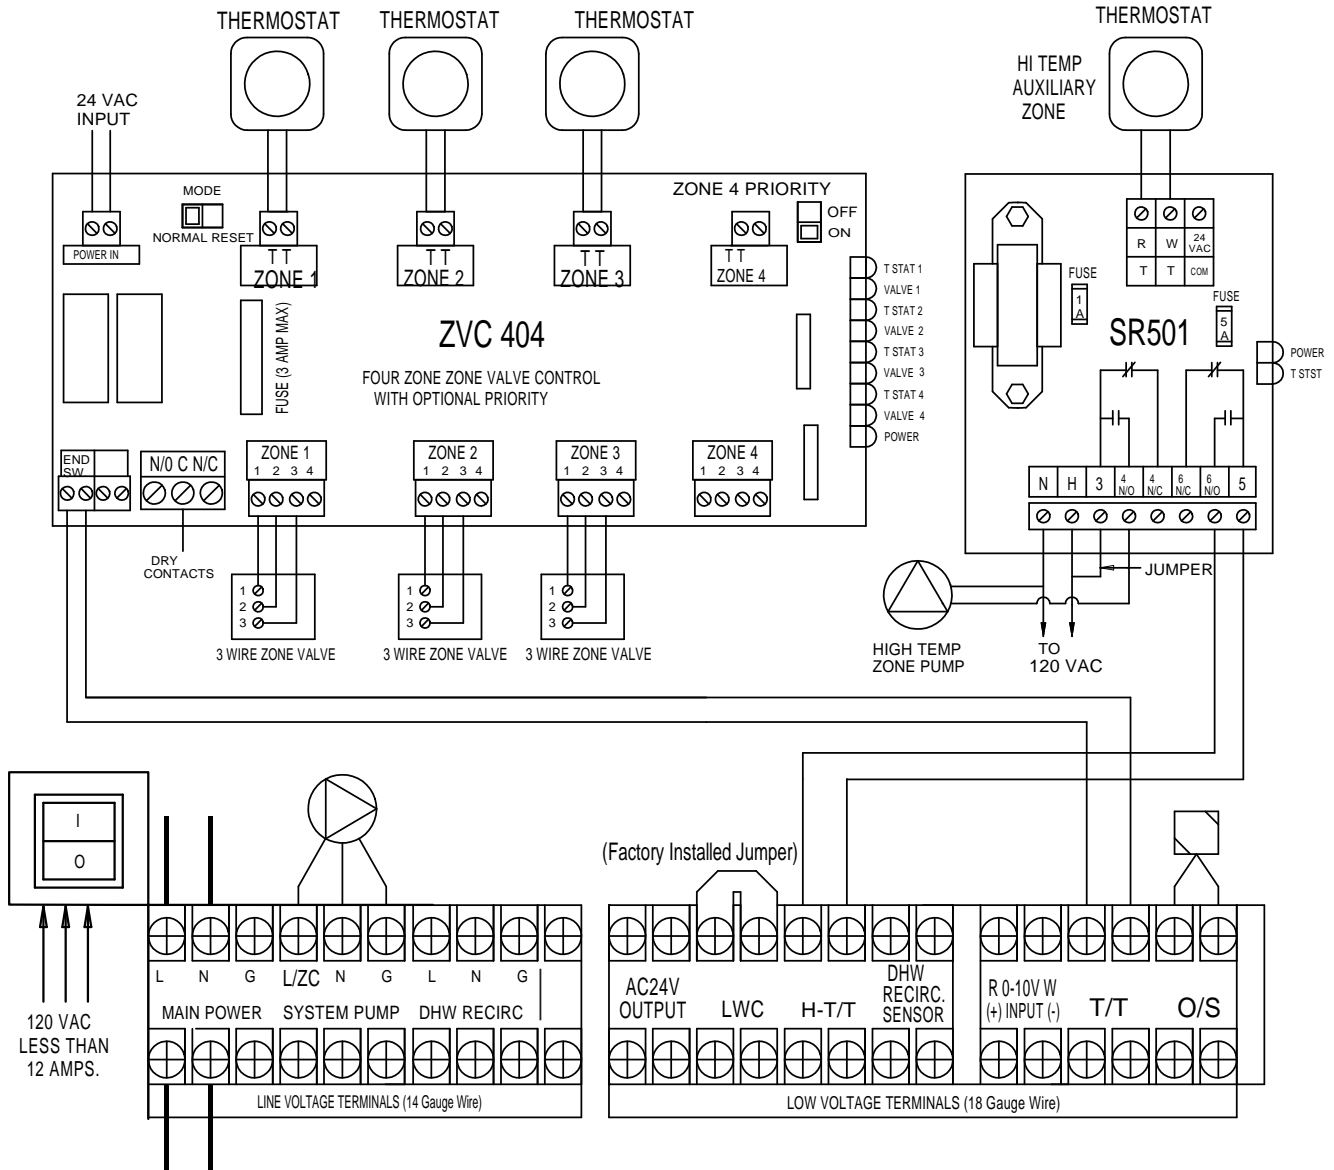 THERMOSTAT
THERMOSTAT
THERMOSTAT
THERMOSTAT
HI TEMP
AUXILIARY
ZONE
24 VAC
INPUT
MODE
NORMAL RESET
POWER IN
T T
ZONE 1
T T
ZONE 2
T T
ZONE 3
ZONE 4 PRIORITY
OFF
ON
T T
ZONE 4
FUSE (3 AMP MAX)
ZVC 404
FOUR ZONE ZONE VALVE CONTROL
WITH OPTIONAL PRIORITY
T STAT 1
VALVE 1
T STAT 2
VALVE 2
T STAT 3
VALVE 3
T STAT 4
VALVE 4
POWER
R W 24 VAC
T T COM
FUSE
1 A
FUSE
5 A
SR501
POWER
T STST
END
SW
N/0 C N/C
ZONE 1
1 2 3 4
ZONE 2
1 2 3 4
ZONE 3
1 2 3 4
ZONE 4
1 2 3 4
N H 3 4 N/O 4 N/C 6 N/C 6 N/O 5
DRY
CONTACTS
1
2
3
3 WIRE ZONE VALVE
1
2
3
3 WIRE ZONE VALVE
1
2
3
3 WIRE ZONE VALVE
JUMPER
HIGH TEMP
ZONE PUMP
TO
120 VAC
I
O
120 VAC
LESS THAN
12 AMPS.
(Factory Installed Jumper)
L N G L/ZC N G L N G
MAIN POWER SYSTEM PUMP DHW RECIRC
LINE VOLTAGE TERMINALS (14 Gauge Wire)
AC24V
OUTPUT
LWC
H-T/T
DHW
RECIRC.
SENSOR
R 0-10V W
(+) INPUT (-)
T/T
O/S
LOW VOLTAGE TERMINALS (18 Gauge Wire)